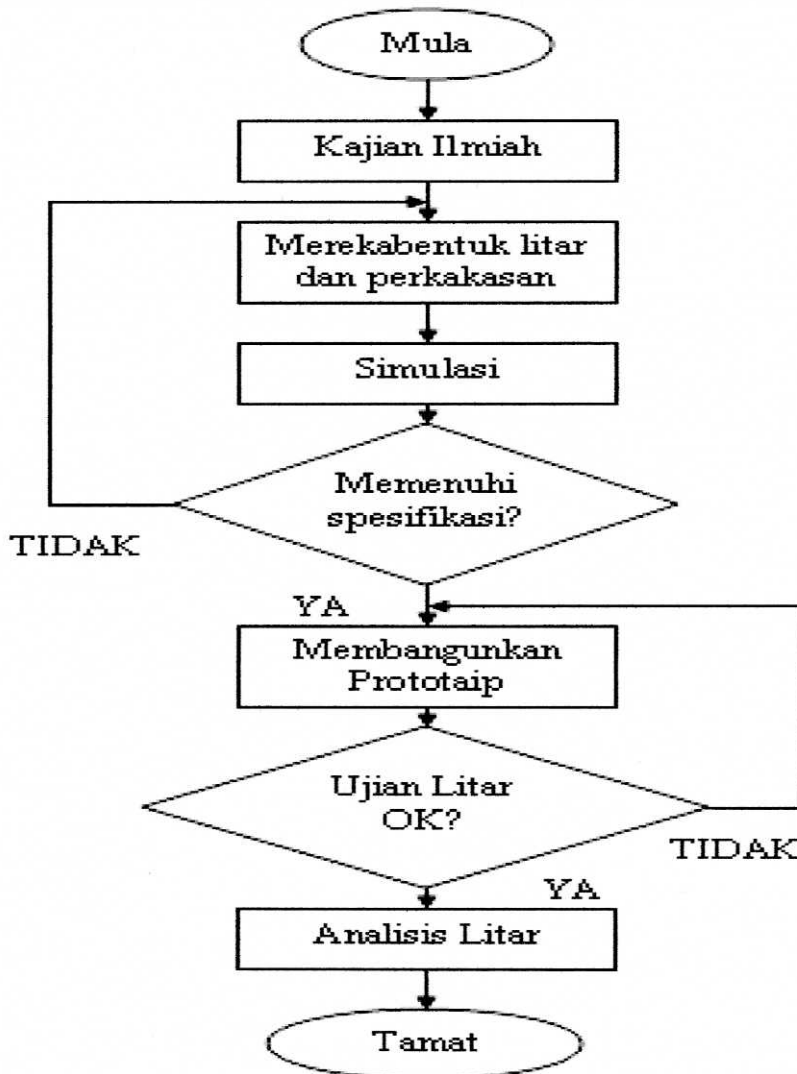 Mula
Kajian Ilmiah
Merekabentuk litar
dan perkakasan
Simulasi
Memenuhi
spesifikasi?
TIDAK
YA
Membangunkan
Prototaip
Ujian Litar
OK?
TIDAK
YA
Analisis Litar
Tamat